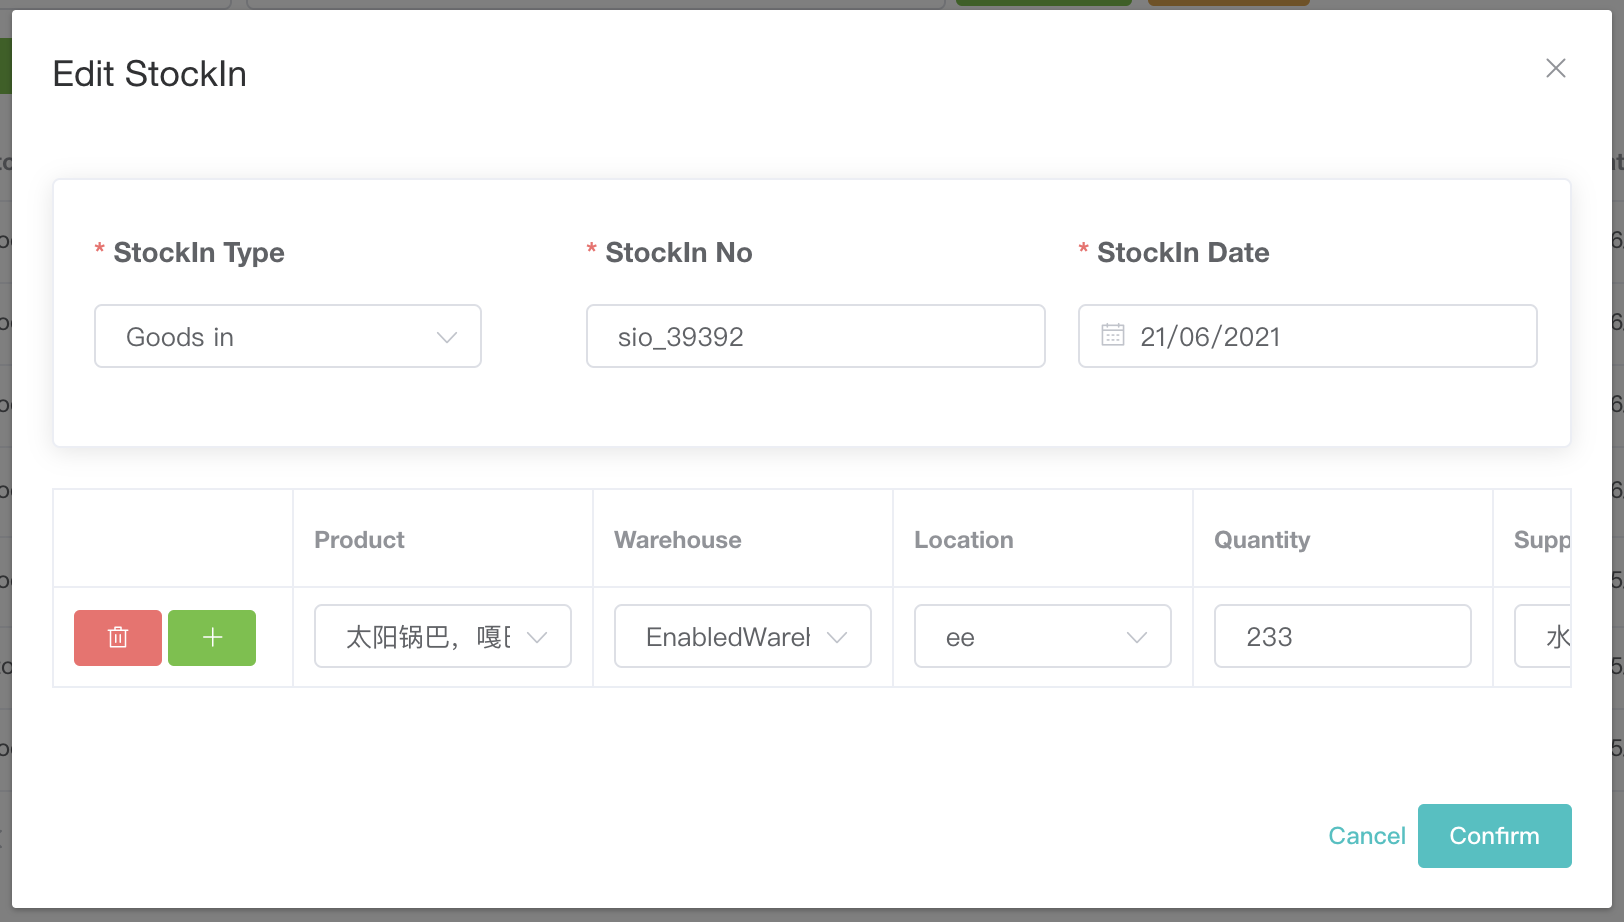 Edit StockIn
* StockIn Type * StockIn No * StockIn Date
Goods in sio_39392 21/06/2021
Product Warehouse Location Quantity Supp
太阳锅巴，嘎 EnabledWareh ee 233 水
Cancel Confirm